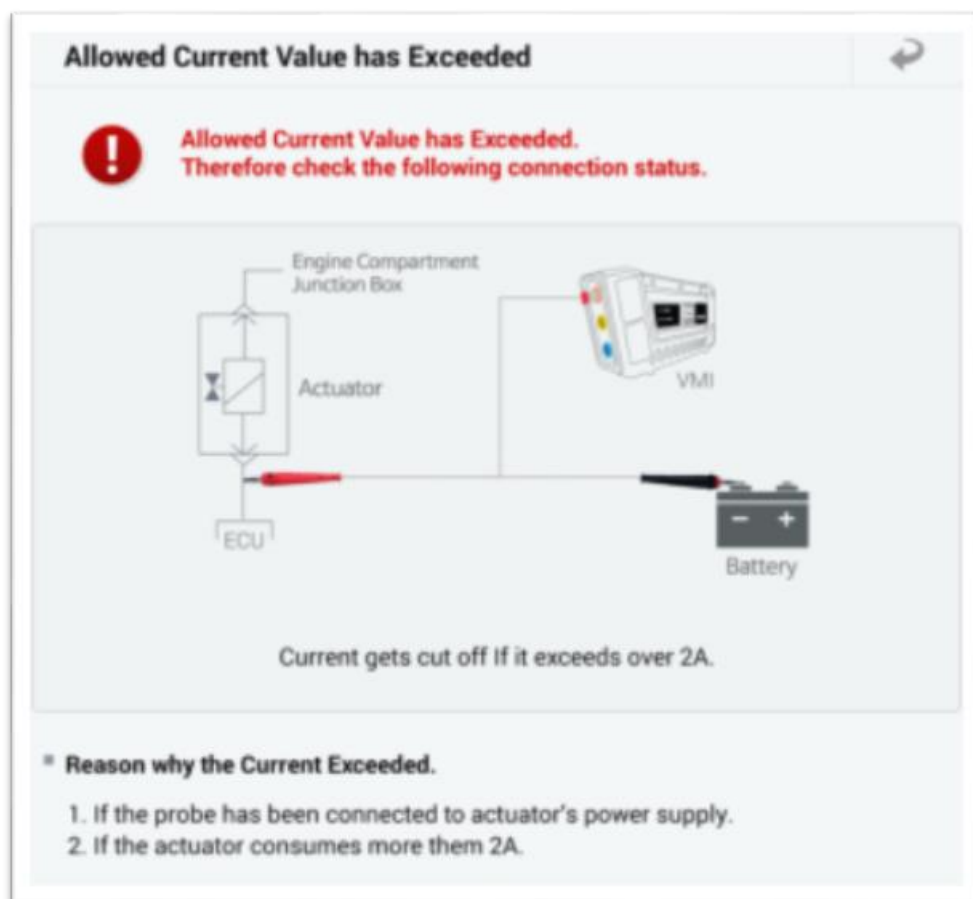 Allowed Current Value has Exceeded
Allowed Current Value has Exceeded.
Therefore check the following connection status.
Engine Compartment
Junction Box
Actuator
VMI
ECU
− +
Battery
Current gets cut off If it exceeds over 2A.
Reason why the Current Exceeded.
1. If the probe has been connected to actuator's power supply.
2. If the actuator consumes more them 2A.